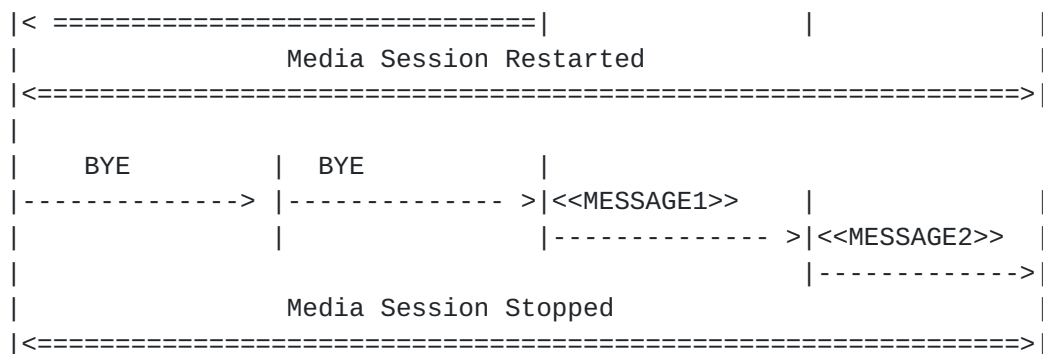 |< ===============================|                |              |
|                 Media Session Restarted                         |
|<===============================================================>|
|
|    BYE         |  BYE            |
|--------------> |-------------- >|<<MESSAGE1>>    |              |
|                |                |-------------- >|<<MESSAGE2>>  |
|                                                 |------------->|
|                 Media Session Stopped                           |
|<===============================================================>|